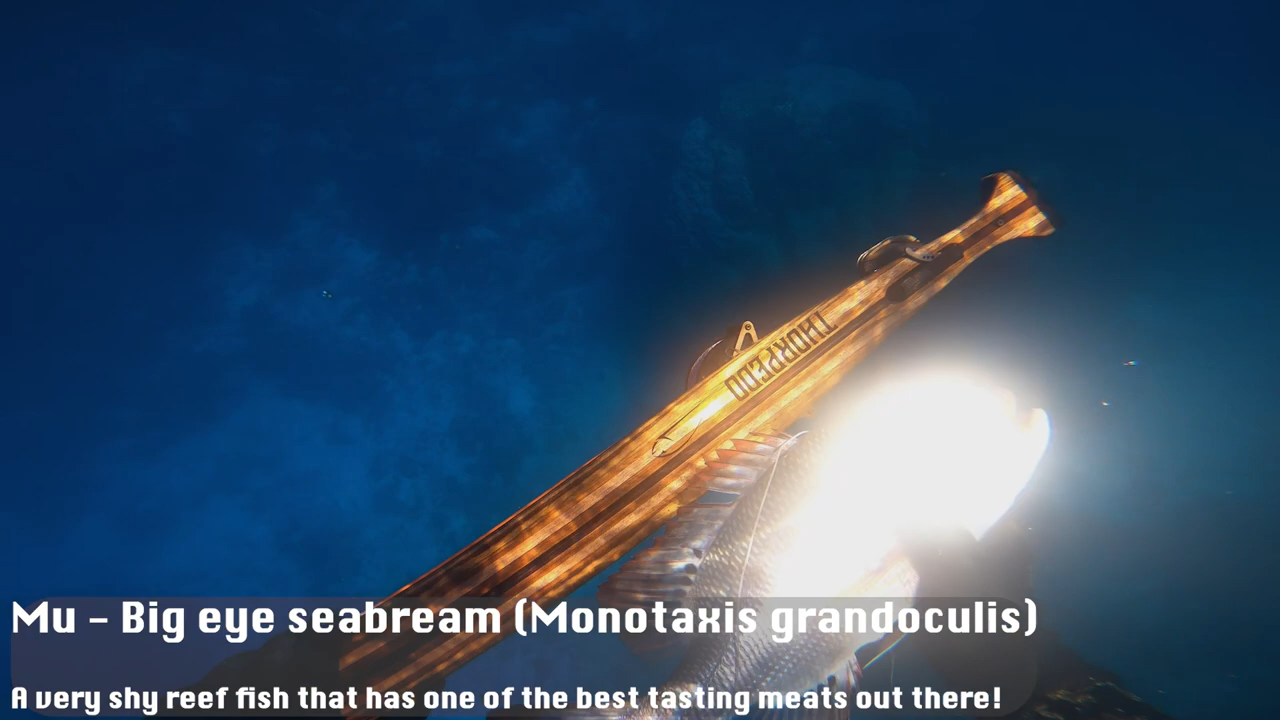 THORPEDO
Mu - Big eye seabream (Monotaxis grandoculis)
A very shy reef fish that has one of the best tasting meats out there!